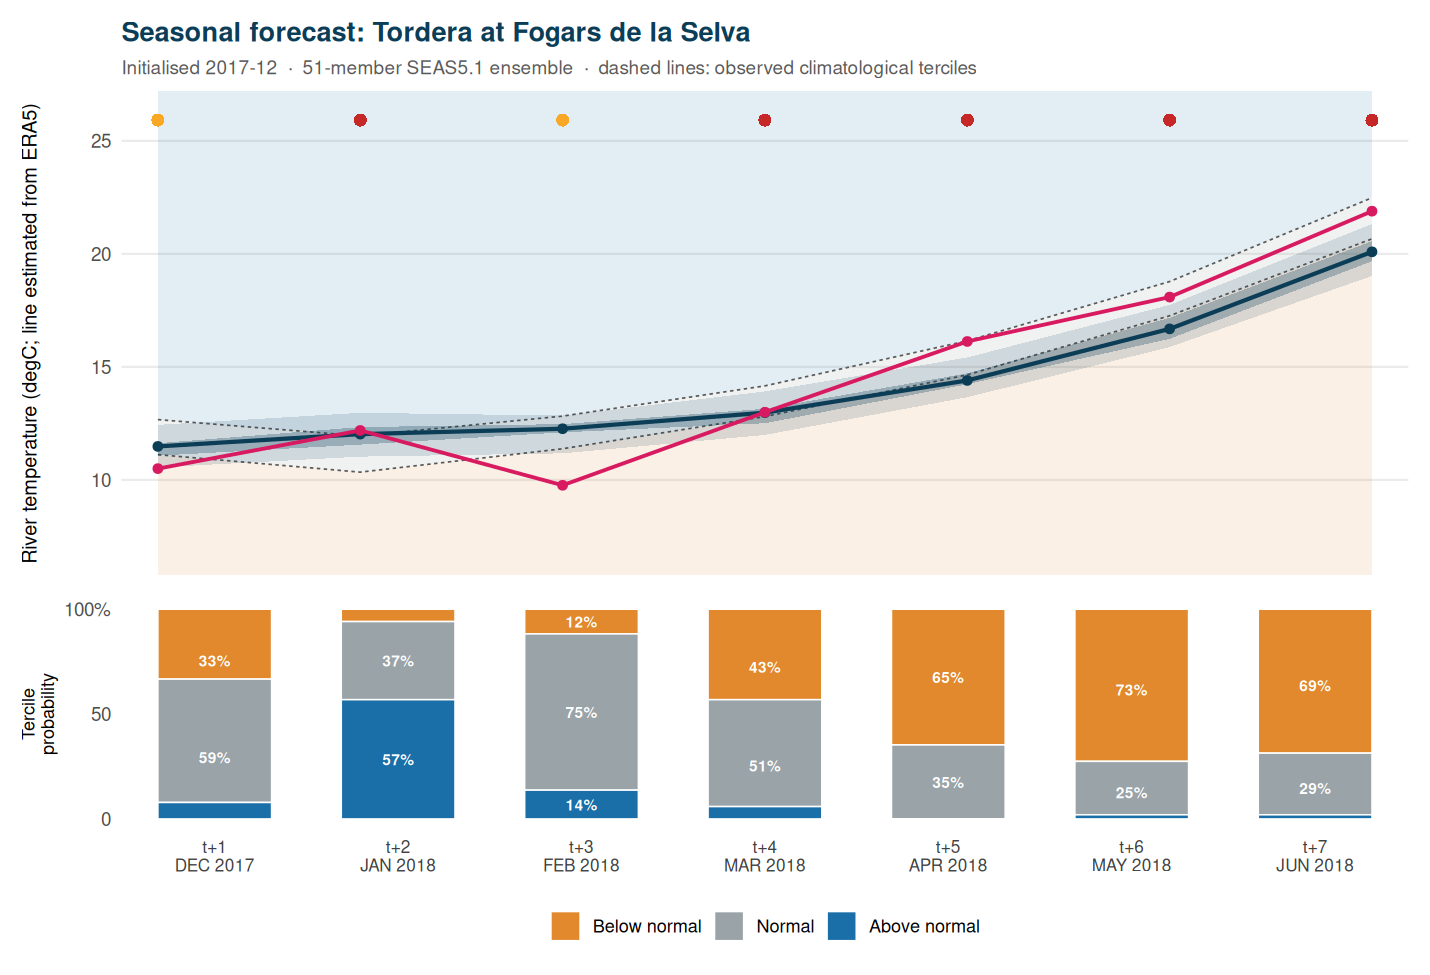 Seasonal forecast: Tordera at Fogars de la Selva
Initialised 2017-12 · 51-member SEAS5.1 ensemble · dashed lines: observed climatological terciles
River temperature (degC; line estimated from ERA5)
25
20
15
10
Tercile
probability
100%
50
0
33%
59%
37%
57%
12%
75%
14%
43%
51%
65%
35%
73%
25%
69%
29%
t+1
DEC 2017
t+2
JAN 2018
t+3
FEB 2018
t+4
MAR 2018
t+5
APR 2018
t+6
MAY 2018
t+7
JUN 2018
Below normal
Normal
Above normal